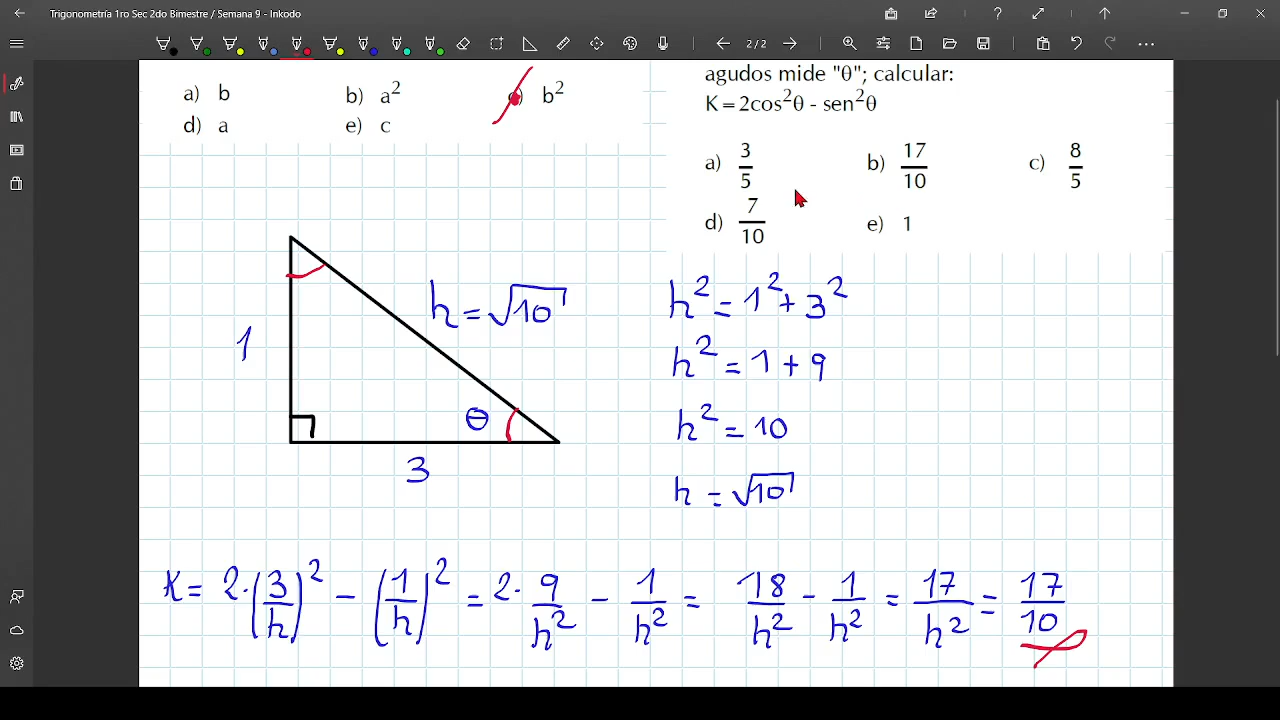 Trigonometría 1ro Sec 2do Bimestre / Semana 9 - Inkodo
2/2
a) b b) a² c) b²
d) a e) c
agudos mide "θ"; calcular:
K = 2cos²θ - sen²θ
a) 3/5 b) 17/10 c) 8/5
d) 7/10 e) 1
h = √10
1
θ
3
h² = 1² + 3²
h² = 1 + 9
h² = 10
h = √10
K = 2·(3/h)² − (1/h)² = 2·9/h² − 1/h² = 18/h² − 1/h² = 17/h² = 17/10